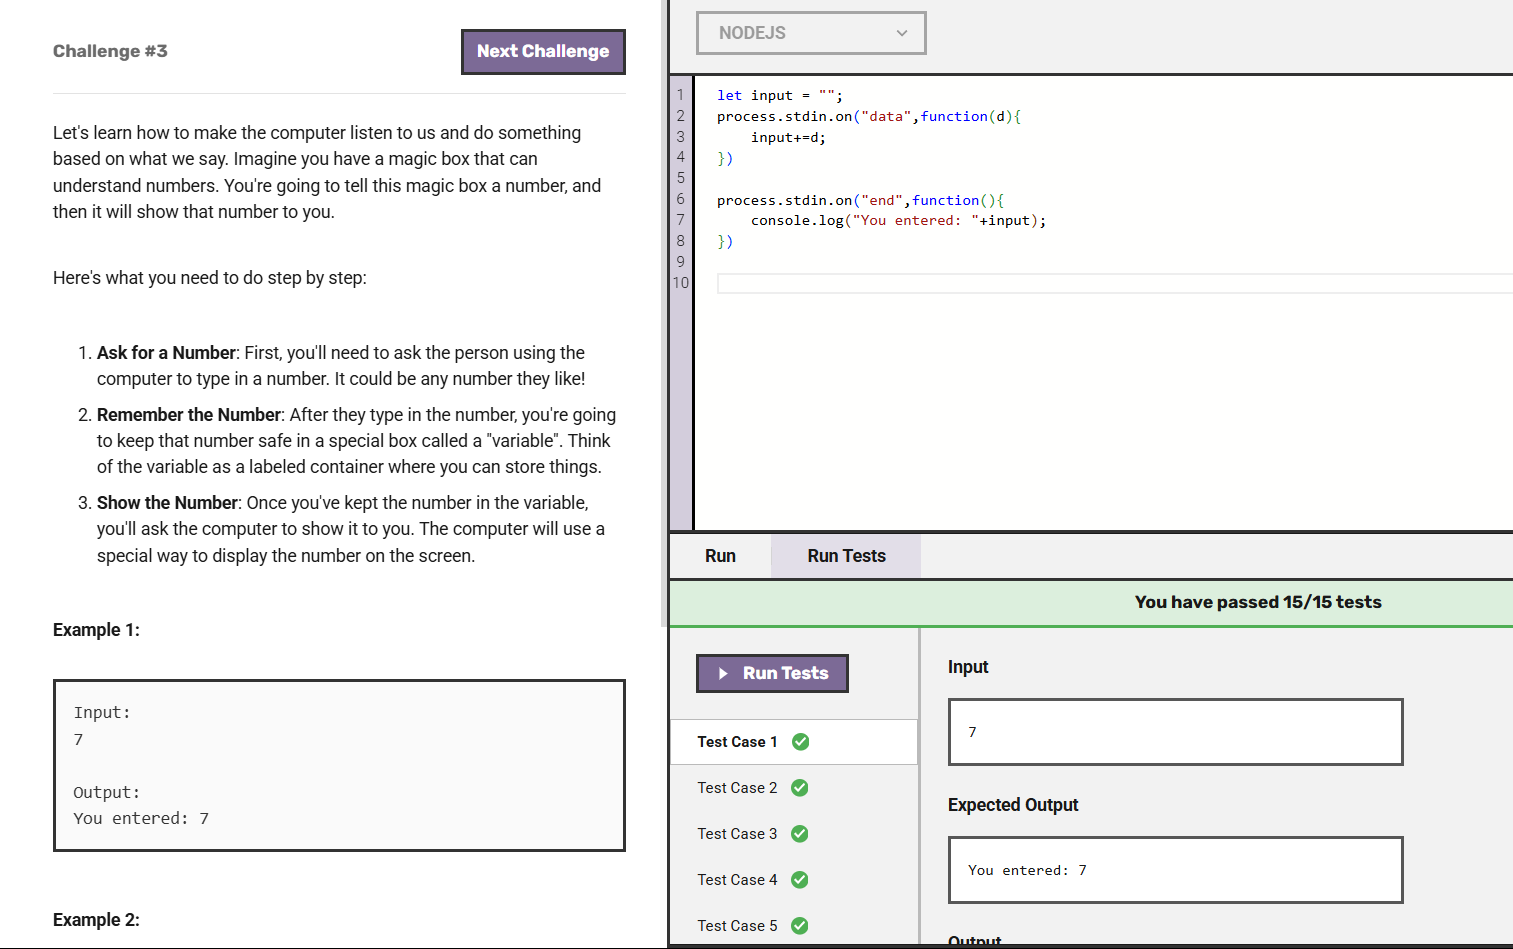 Challenge #3
Next Challenge
Let's learn how to make the computer listen to us and do something
based on what we say. Imagine you have a magic box that can
understand numbers. You're going to tell this magic box a number, and
then it will show that number to you.
Here's what you need to do step by step:
1. Ask for a Number: First, you'll need to ask the person using the
computer to type in a number. It could be any number they like!
2. Remember the Number: After they type in the number, you're going
to keep that number safe in a special box called a "variable". Think
of the variable as a labeled container where you can store things.
3. Show the Number: Once you've kept the number in the variable,
you'll ask the computer to show it to you. The computer will use a
special way to display the number on the screen.
Example 1:
Input:
7
Output:
You entered: 7
Example 2:
NODEJS
1 let input = "";
2 process.stdin.on("data",function(d){
3     input+=d;
4 })
5
6 process.stdin.on("end",function(){
7     console.log("You entered: "+input);
8 })
9
10
Run
Run Tests
You have passed 15/15 tests
Run Tests
Test Case 1
Test Case 2
Test Case 3
Test Case 4
Test Case 5
Input
7
Expected Output
You entered: 7
Output